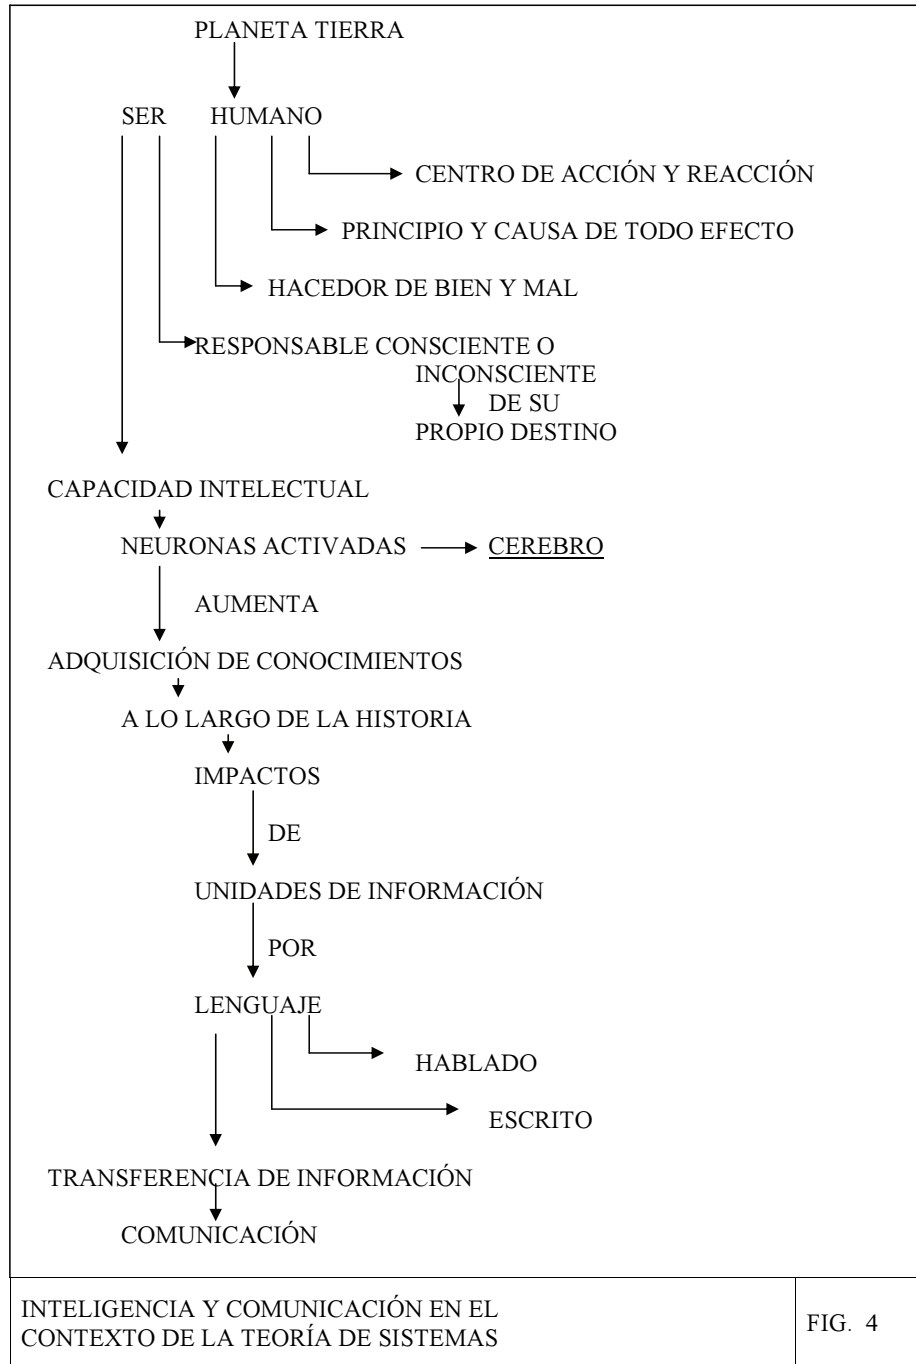 PLANETA TIERRA
SER HUMANO
CENTRO DE ACCIÓN Y REACCIÓN
PRINCIPIO Y CAUSA DE TODO EFECTO
HACEDOR DE BIEN Y MAL
RESPONSABLE CONSCIENTE O
INCONSCIENTE
DE SU
PROPIO DESTINO
CAPACIDAD INTELECTUAL
NEURONAS ACTIVADAS CEREBRO
AUMENTA
ADQUISICIÓN DE CONOCIMIENTOS
A LO LARGO DE LA HISTORIA
IMPACTOS
DE
UNIDADES DE INFORMACIÓN
POR
LENGUAJE
HABLADO
ESCRITO
TRANSFERENCIA DE INFORMACIÓN
COMUNICACIÓN
INTELIGENCIA Y COMUNICACIÓN EN EL
CONTEXTO DE LA TEORÍA DE SISTEMAS
FIG. 4